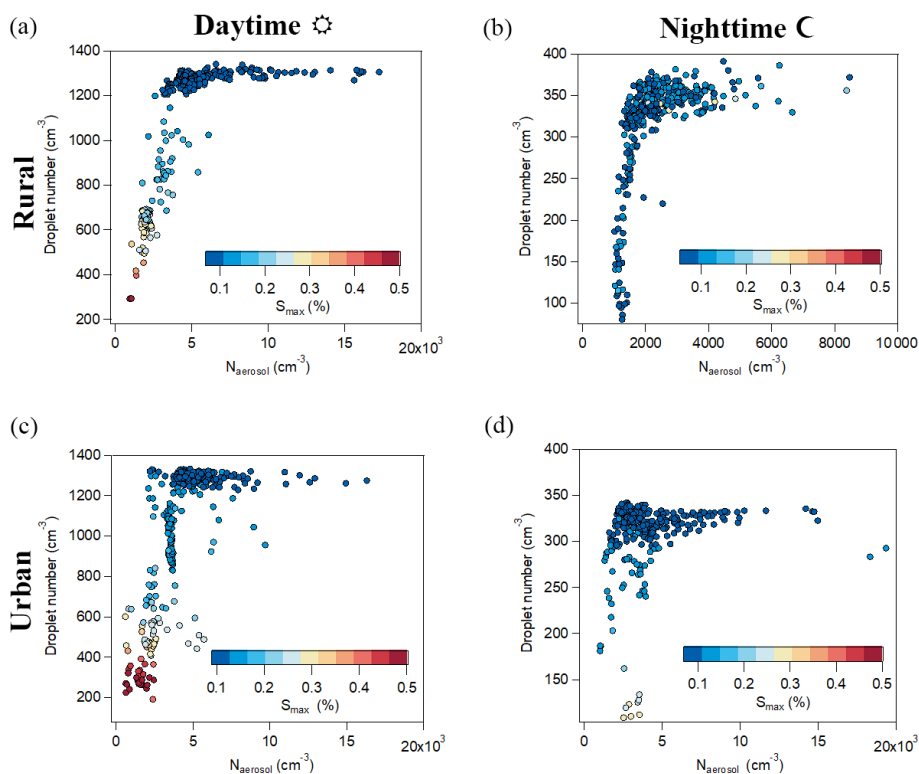 Daytime ☼
Nighttime ☾
Rural
Urban
(a)
1400
1200
1000
800
600
400
200
Droplet number (cm⁻³)
0.1 0.2 0.3 0.4 0.5
Smax (%)
0 5 10 15 20x10³
Naerosol (cm⁻³)
(b)
400
350
300
250
200
150
100
Droplet number (cm⁻³)
0.1 0.2 0.3 0.4 0.5
Smax (%)
0 2000 4000 6000 8000 10000
Naerosol (cm⁻³)
(c)
1400
1200
1000
800
600
400
200
Droplet number (cm⁻³)
0.1 0.2 0.3 0.4 0.5
Smax (%)
0 5 10 15 20x10³
Naerosol (cm⁻³)
(d)
400
350
300
250
200
150
Droplet number (cm⁻³)
0.1 0.2 0.3 0.4 0.5
Smax (%)
0 5 10 15 20x10³
Naerosol (cm⁻³)